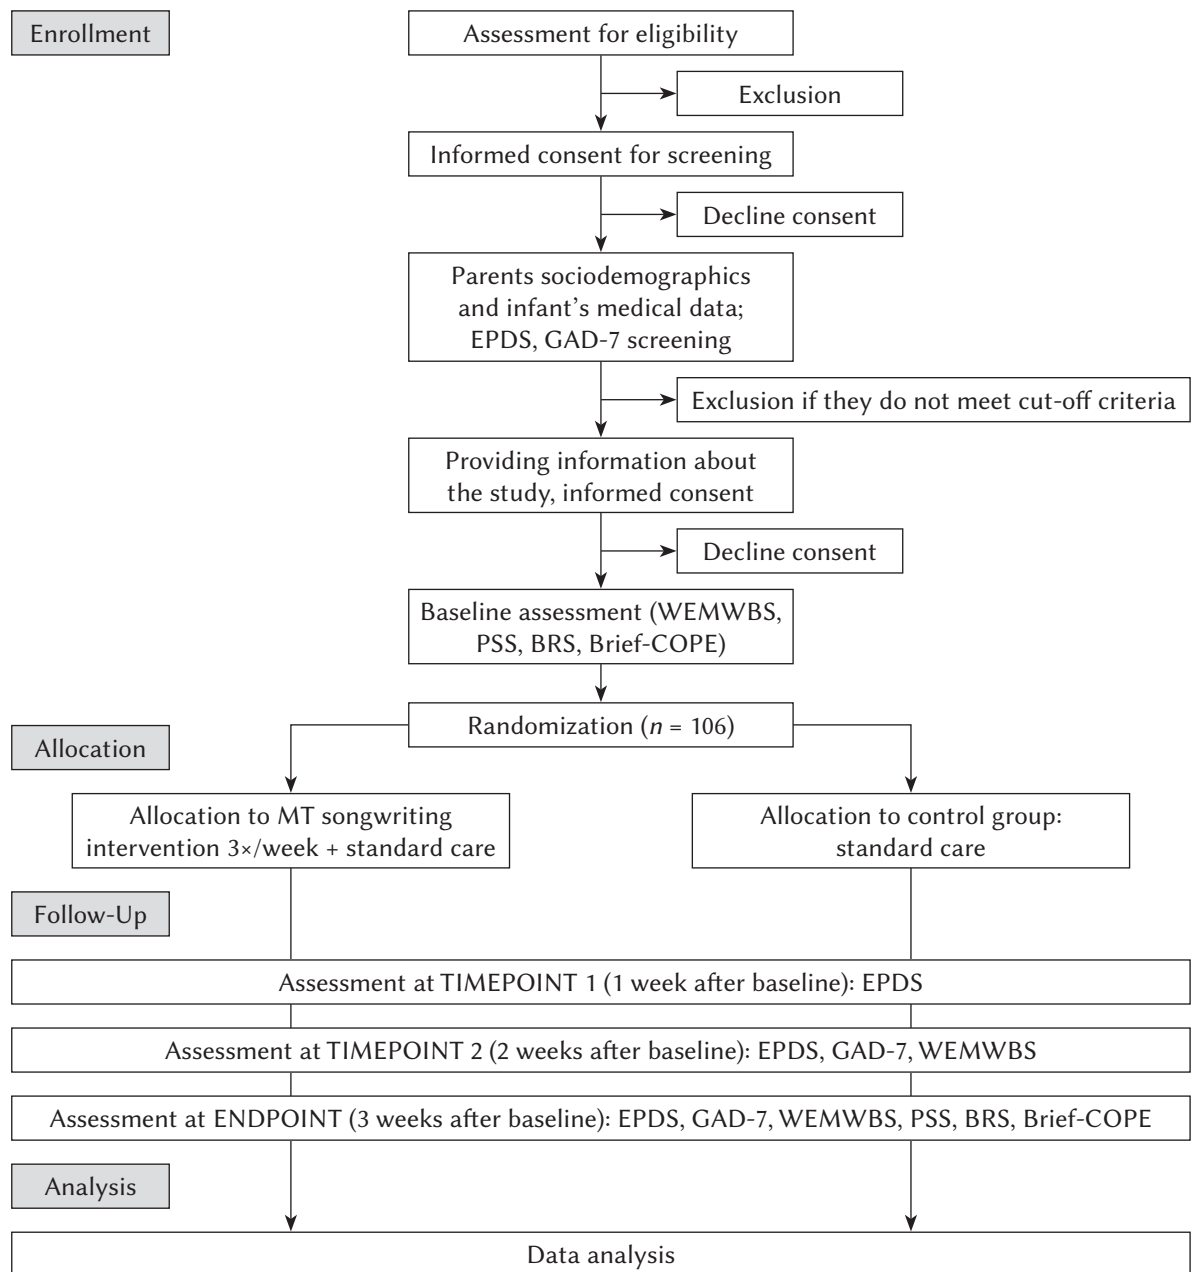 Enrollment
Assessment for eligibility
Exclusion
Informed consent for screening
Decline consent
Parents sociodemographics
and infant’s medical data;
EPDS, GAD-7 screening
Exclusion if they do not meet cut-off criteria
Providing information about
the study, informed consent
Decline consent
Baseline assessment (WEMWBS,
PSS, BRS, Brief-COPE)
Randomization (n = 106)
Allocation
Allocation to MT songwriting
intervention 3×/week + standard care
Allocation to control group:
standard care
Follow-Up
Assessment at TIMEPOINT 1 (1 week after baseline): EPDS
Assessment at TIMEPOINT 2 (2 weeks after baseline): EPDS, GAD-7, WEMWBS
Assessment at ENDPOINT (3 weeks after baseline): EPDS, GAD-7, WEMWBS, PSS, BRS, Brief-COPE
Analysis
Data analysis